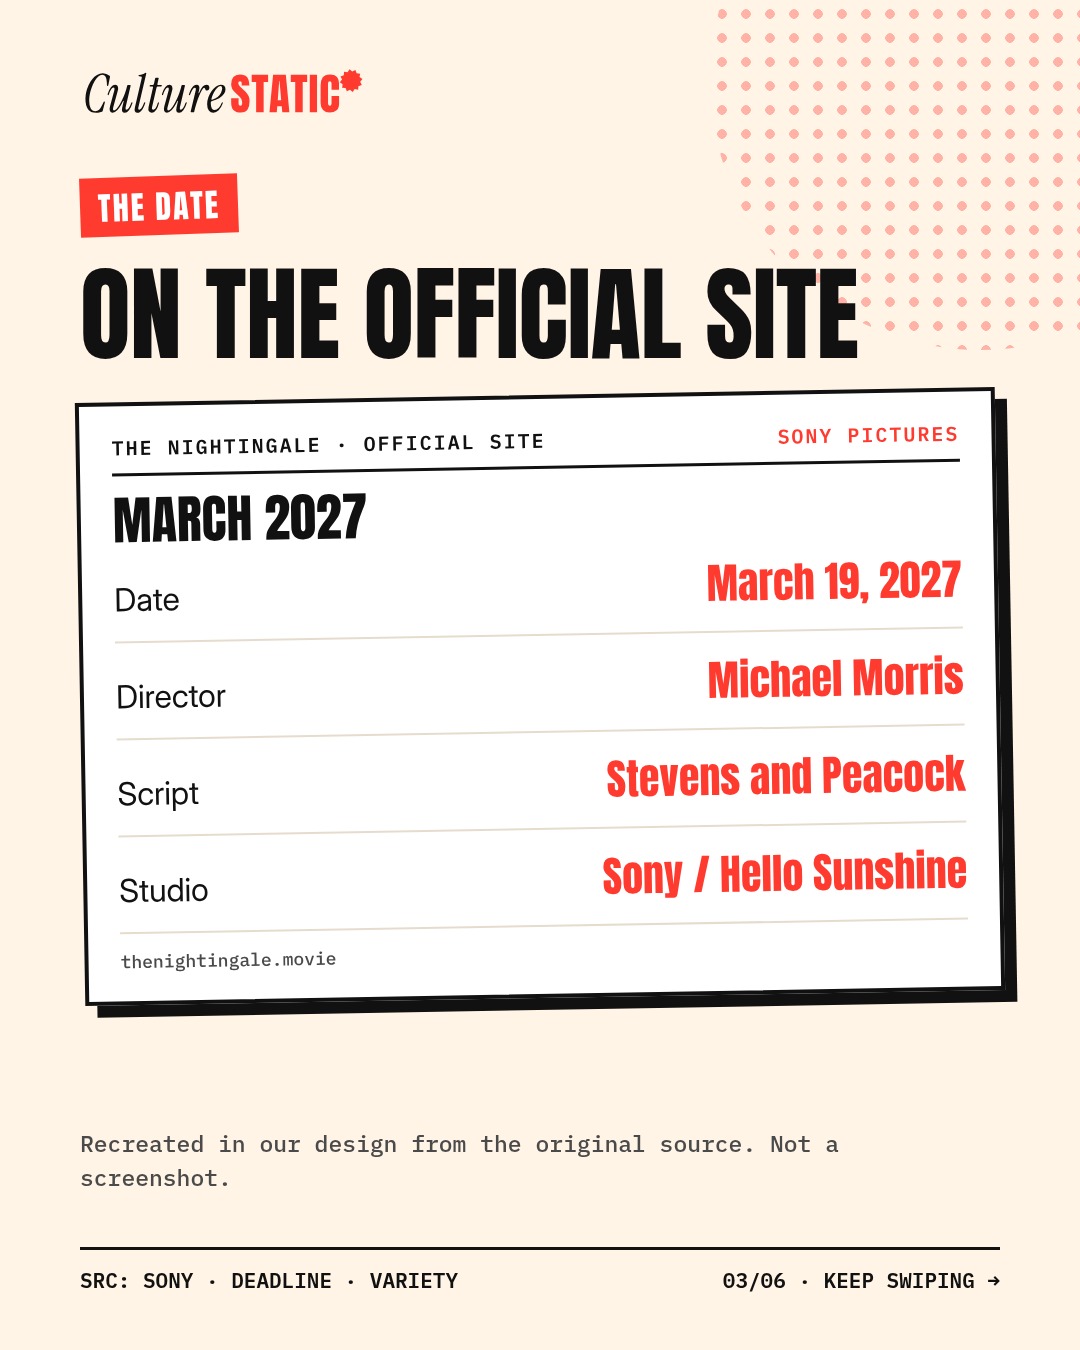 Culture STATIC
THE DATE
ON THE OFFICIAL SITE
THE NIGHTINGALE · OFFICIAL SITE SONY PICTURES
MARCH 2027
Date March 19, 2027
Director Michael Morris
Script Stevens and Peacock
Studio Sony / Hello Sunshine
thenightingale.movie
Recreated in our design from the original source. Not a
screenshot.
SRC: SONY · DEADLINE · VARIETY 03/06 · KEEP SWIPING →